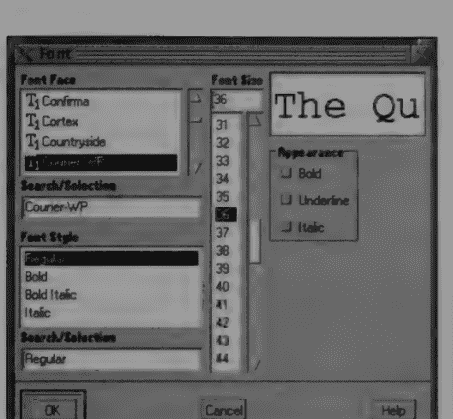 Font
Font Face
Confirma
Cortex
Countryside
Courier-WP
Search/Selection
Courier-WP
Font Style
Regular
Bold
Bold Italic
Italic
Search/Selection
Regular
Font Size
36
31
32
33
34
35
36
37
38
39
40
41
42
43
44
The Qu
Appearance
Bold
Underline
Italic
OK
Cancel
Help